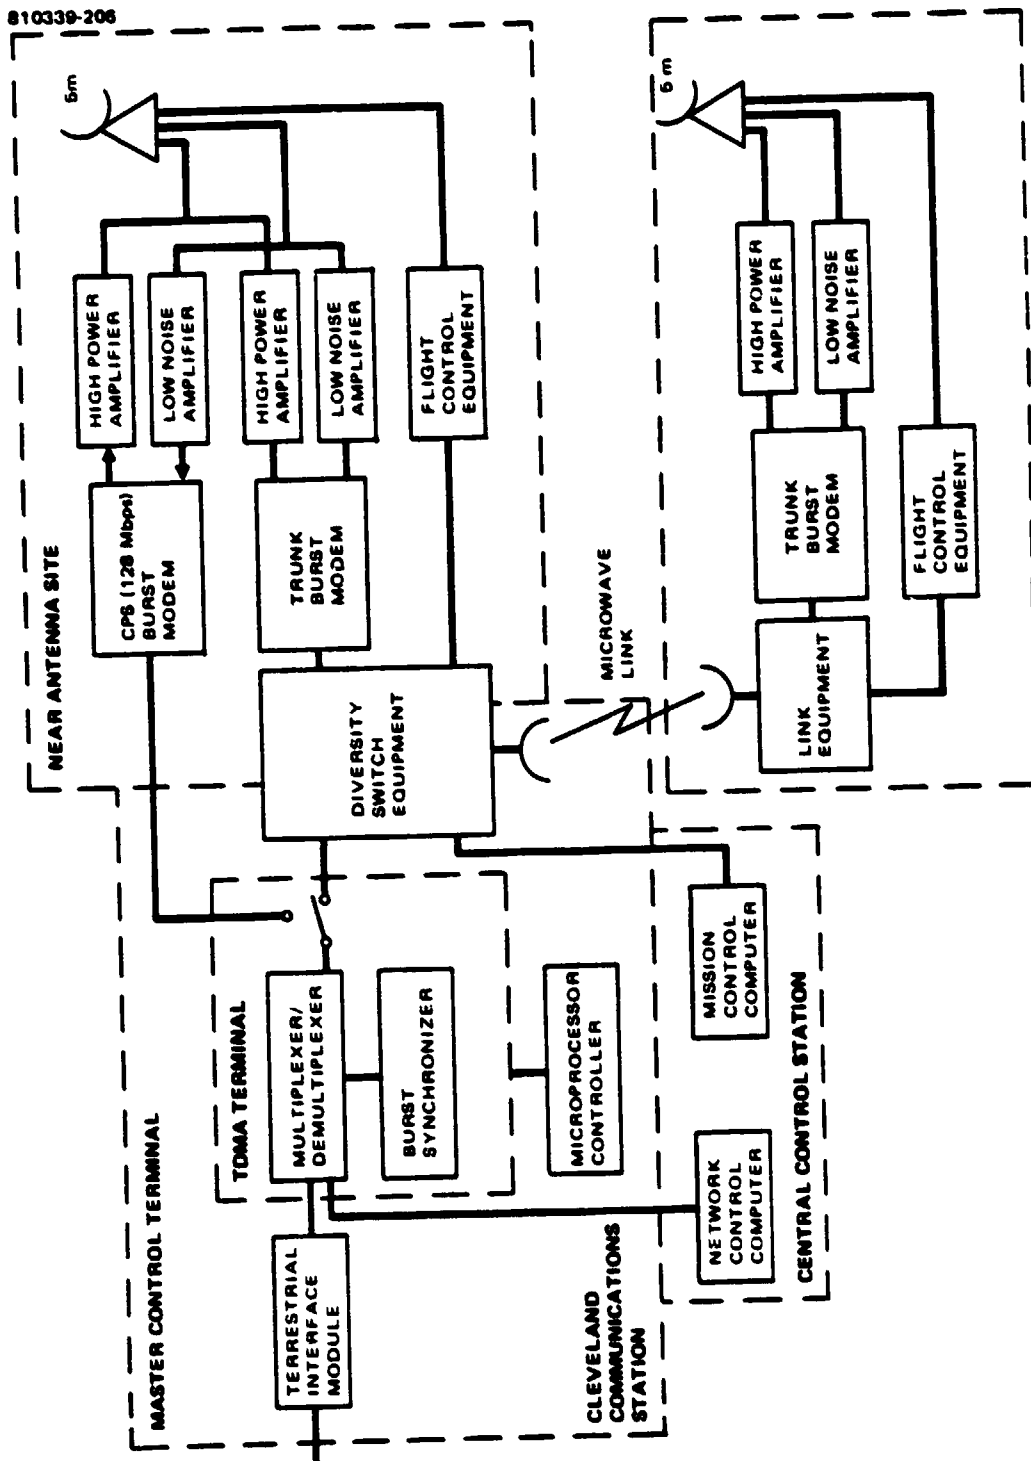 810339-206
NEAR ANTENNA SITE
5m
HIGH POWER
AMPLIFIER
LOW NOISE
AMPLIFIER
HIGH POWER
AMPLIFIER
LOW NOISE
AMPLIFIER
FLIGHT
CONTROL
EQUIPMENT
CPS (128 Mbps)
BURST
MODEM
TRUNK
BURST
MODEM
DIVERSITY
SWITCH
EQUIPMENT
MICROWAVE
LINK
5 m
HIGH POWER
AMPLIFIER
LOW NOISE
AMPLIFIER
TRUNK
BURST
MODEM
FLIGHT
CONTROL
EQUIPMENT
LINK
EQUIPMENT
MASTER CONTROL TERMINAL
TDMA TERMINAL
MULTIPLEXER/
DEMULTIPLEXER
BURST
SYNCHRONIZER
MICROPROCESSOR
CONTROLLER
TERRESTRIAL
INTERFACE
MODULE
CLEVELAND
COMMUNICATIONS
STATION
MISSION
CONTROL
COMPUTER
NETWORK
CONTROL
COMPUTER
CENTRAL CONTROL STATION